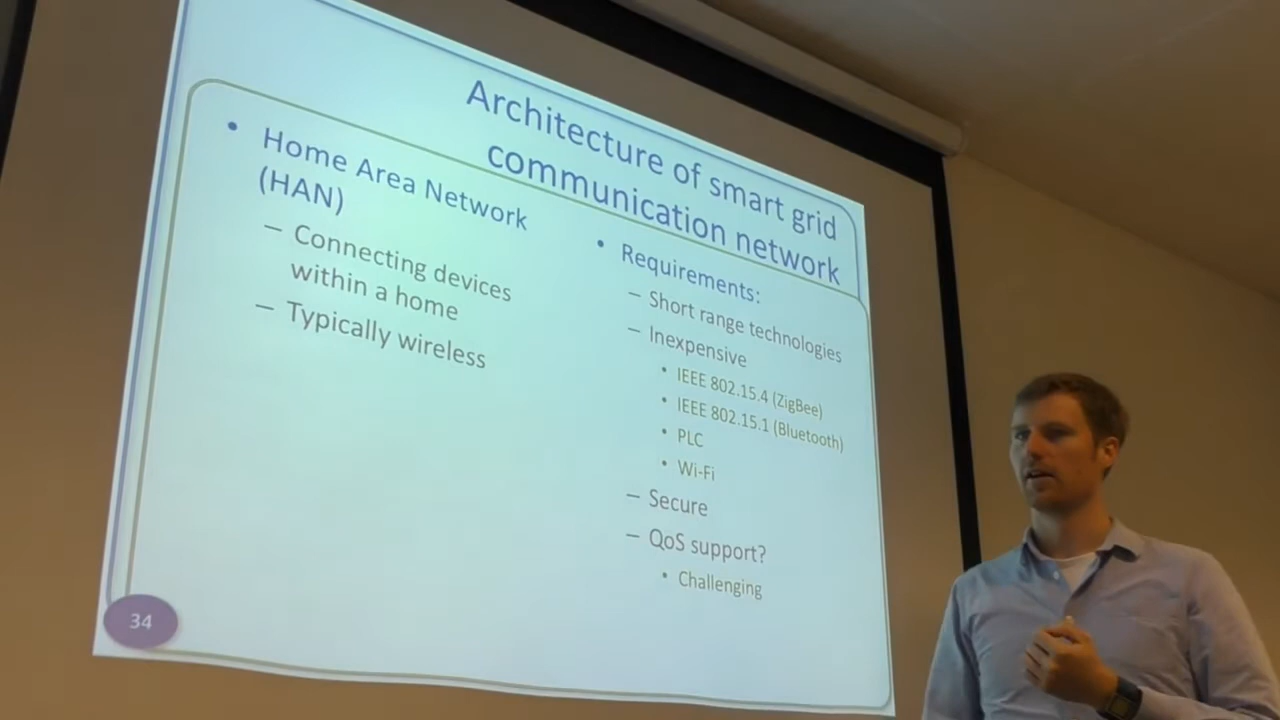 Architecture of smart grid
communication network
• Home Area Network
(HAN)
– Connecting devices
within a home
– Typically wireless
• Requirements:
– Short range technologies
– Inexpensive
• IEEE 802.15.4 (ZigBee)
• IEEE 802.15.1 (Bluetooth)
• PLC
• Wi-Fi
– Secure
– QoS support?
• Challenging
34